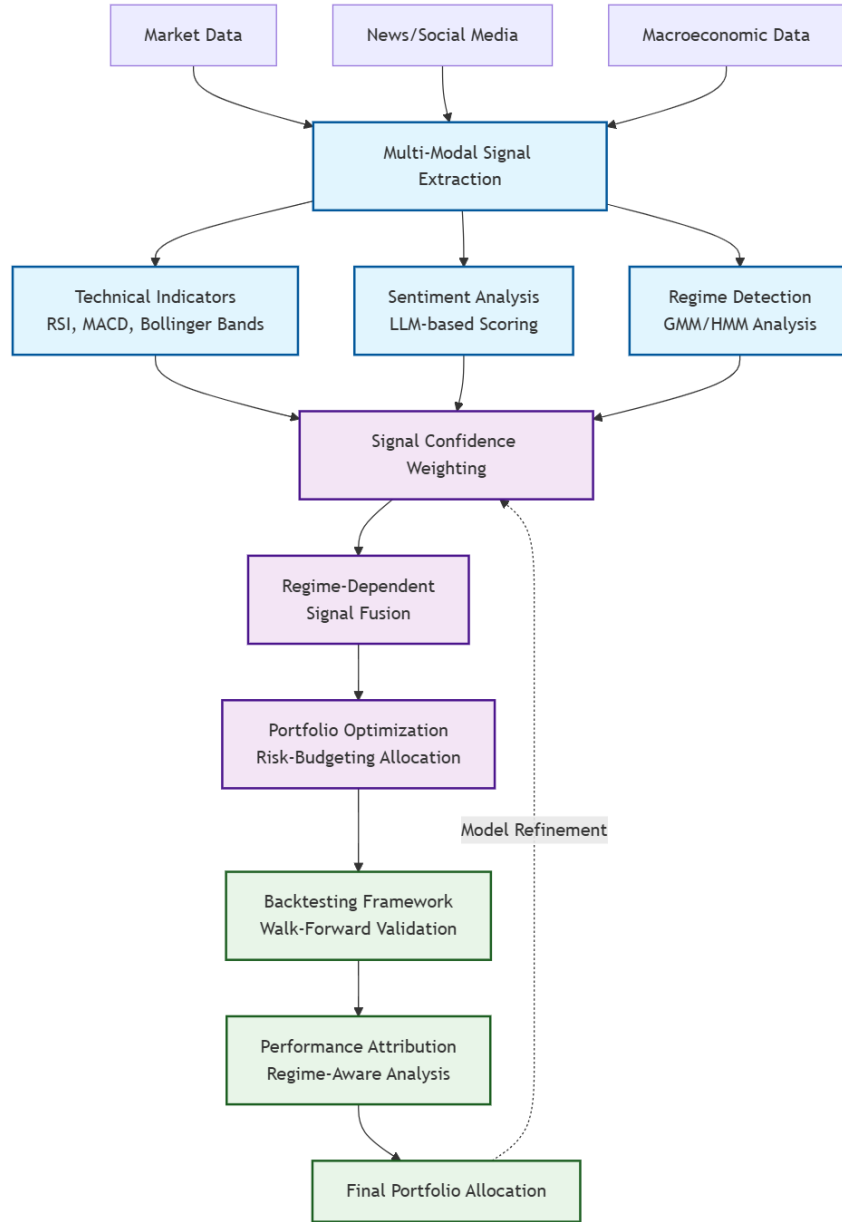 Market Data
News/Social Media
Macroeconomic Data
Multi-Modal Signal
Extraction
Technical Indicators
RSI, MACD, Bollinger Bands
Sentiment Analysis
LLM-based Scoring
Regime Detection
GMM/HMM Analysis
Signal Confidence
Weighting
Regime-Dependent
Signal Fusion
Portfolio Optimization
Risk-Budgeting Allocation
Model Refinement
Backtesting Framework
Walk-Forward Validation
Performance Attribution
Regime-Aware Analysis
Final Portfolio Allocation